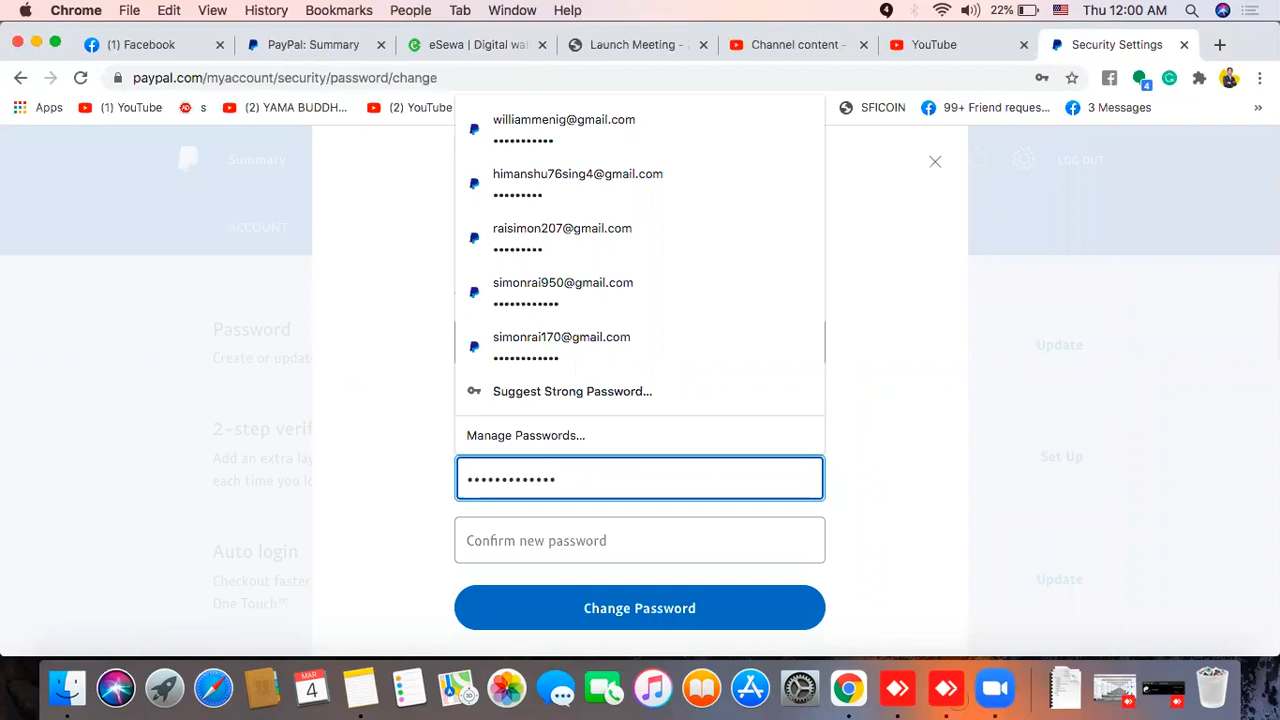 Chrome File Edit View History Bookmarks People Tab Window Help 4 22% Thu 12:00 AM
(1) Facebook PayPal: Summary eSewa | Digital wal Launch Meeting - Channel content - YouTube Security Settings
paypal.com/myaccount/security/password/change 4
Apps (1) YouTube s (2) YAMA BUDDH... (2) YouTube SFICOIN 99+ Friend reques... 3 Messages »
williammenig@gmail.com
•••••••••••
Summary LOG OUT
himanshu76sing4@gmail.com
•••••••••
ACCOUNT
raisimon207@gmail.com
•••••••••
simonrai950@gmail.com
••••••••••••
Password
simonrai170@gmail.com
Update
Create or update
••••••••••••
Suggest Strong Password...
2-step verif
Manage Passwords...
Add an extra lay
Set Up
each time you lo
•••••••••••••
Confirm new password
Auto login
Checkout faster
Update
One Touch™
Change Password
MAR
4